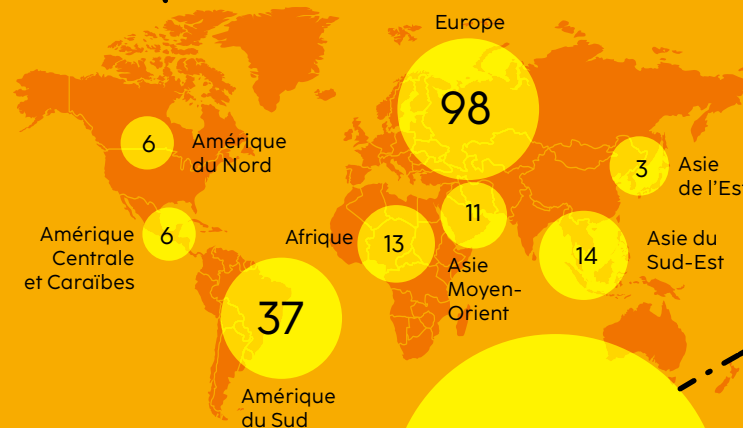 Europe
98
6
Amérique
du Nord
3
Asie
de l'Est
Amérique
Centrale
et Caraïbes
6
Afrique
13
11
Asie
Moyen-
Orient
14
Asie du
Sud-Est
37
Amérique
du Sud